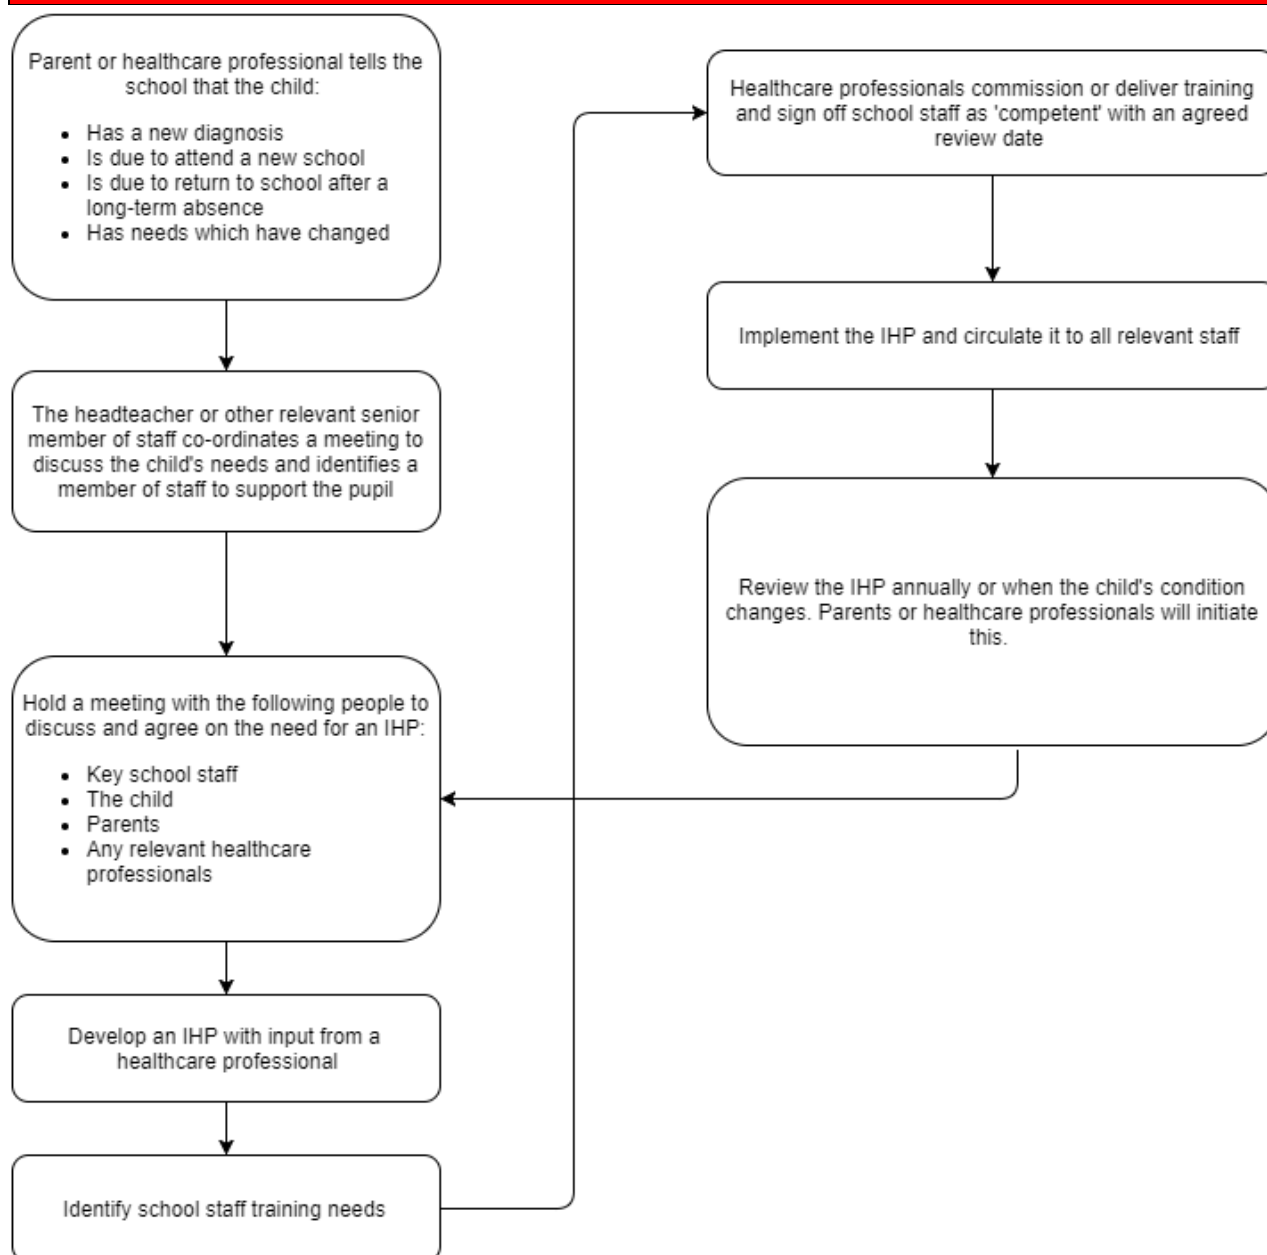 Parent or healthcare professional tells the
school that the child:
• Has a new diagnosis
• Is due to attend a new school
• Is due to return to school after a
long-term absence
• Has needs which have changed
The headteacher or other relevant senior
member of staff co-ordinates a meeting to
discuss the child's needs and identifies a
member of staff to support the pupil
Hold a meeting with the following people to
discuss and agree on the need for an IHP:
• Key school staff
• The child
• Parents
• Any relevant healthcare
professionals
Develop an IHP with input from a
healthcare professional
Identify school staff training needs
Healthcare professionals commission or deliver training
and sign off school staff as 'competent' with an agreed
review date
Implement the IHP and circulate it to all relevant staff
Review the IHP annually or when the child's condition
changes. Parents or healthcare professionals will initiate
this.